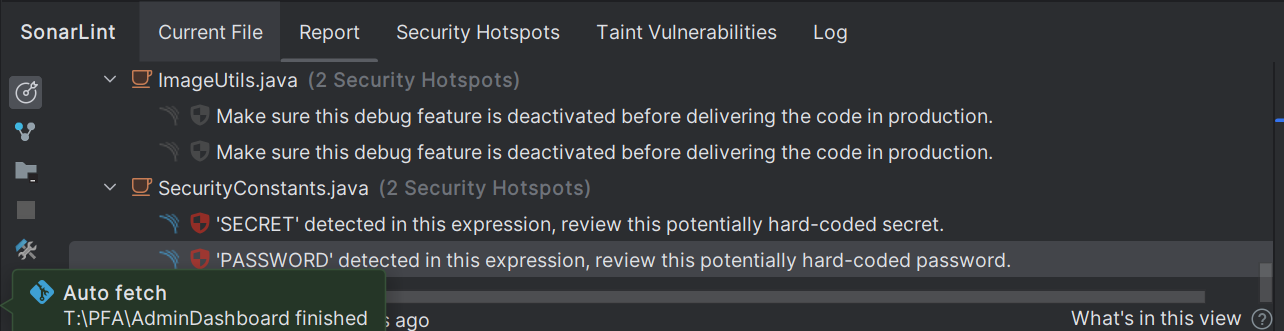 SonarLint Current File Report Security Hotspots Taint Vulnerabilities Log
ImageUtils.java (2 Security Hotspots)
Make sure this debug feature is deactivated before delivering the code in production.
Make sure this debug feature is deactivated before delivering the code in production.
SecurityConstants.java (2 Security Hotspots)
'SECRET' detected in this expression, review this potentially hard-coded secret.
'PASSWORD' detected in this expression, review this potentially hard-coded password.
Auto fetch
T:\PFA\AdminDashboard finished
ago
What's in this view